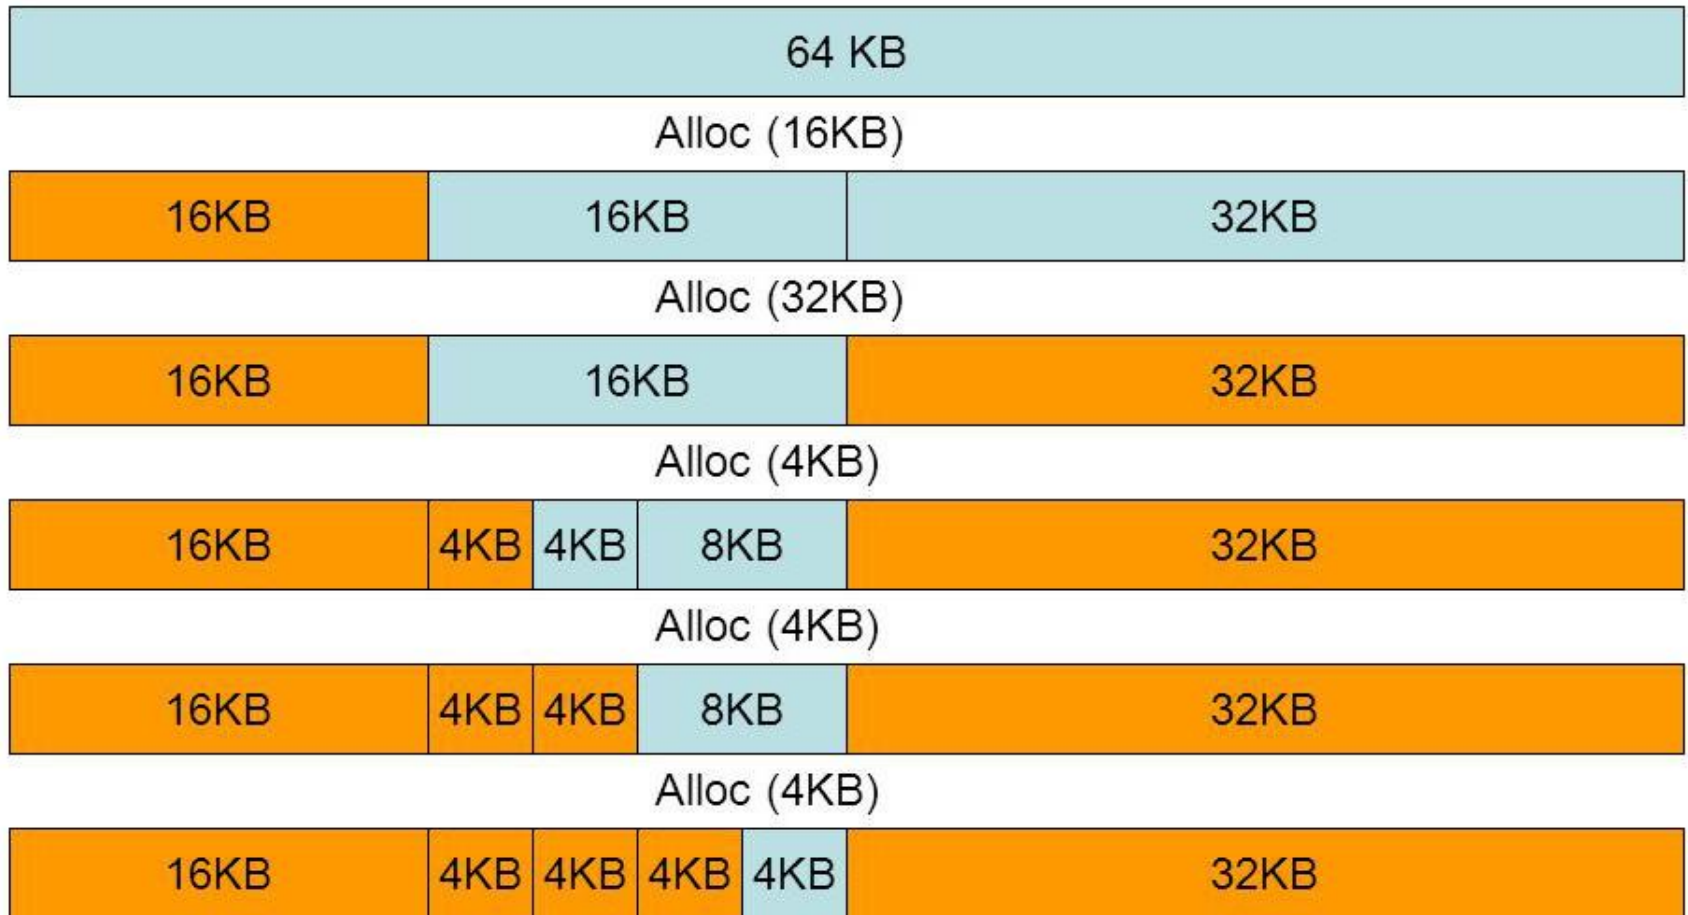 64 KB
Alloc (16KB)
16KB 16KB 32KB
Alloc (32KB)
16KB 16KB 32KB
Alloc (4KB)
16KB 4KB 4KB 8KB 32KB
Alloc (4KB)
16KB 4KB 4KB 8KB 32KB
Alloc (4KB)
16KB 4KB 4KB 4KB 4KB 32KB